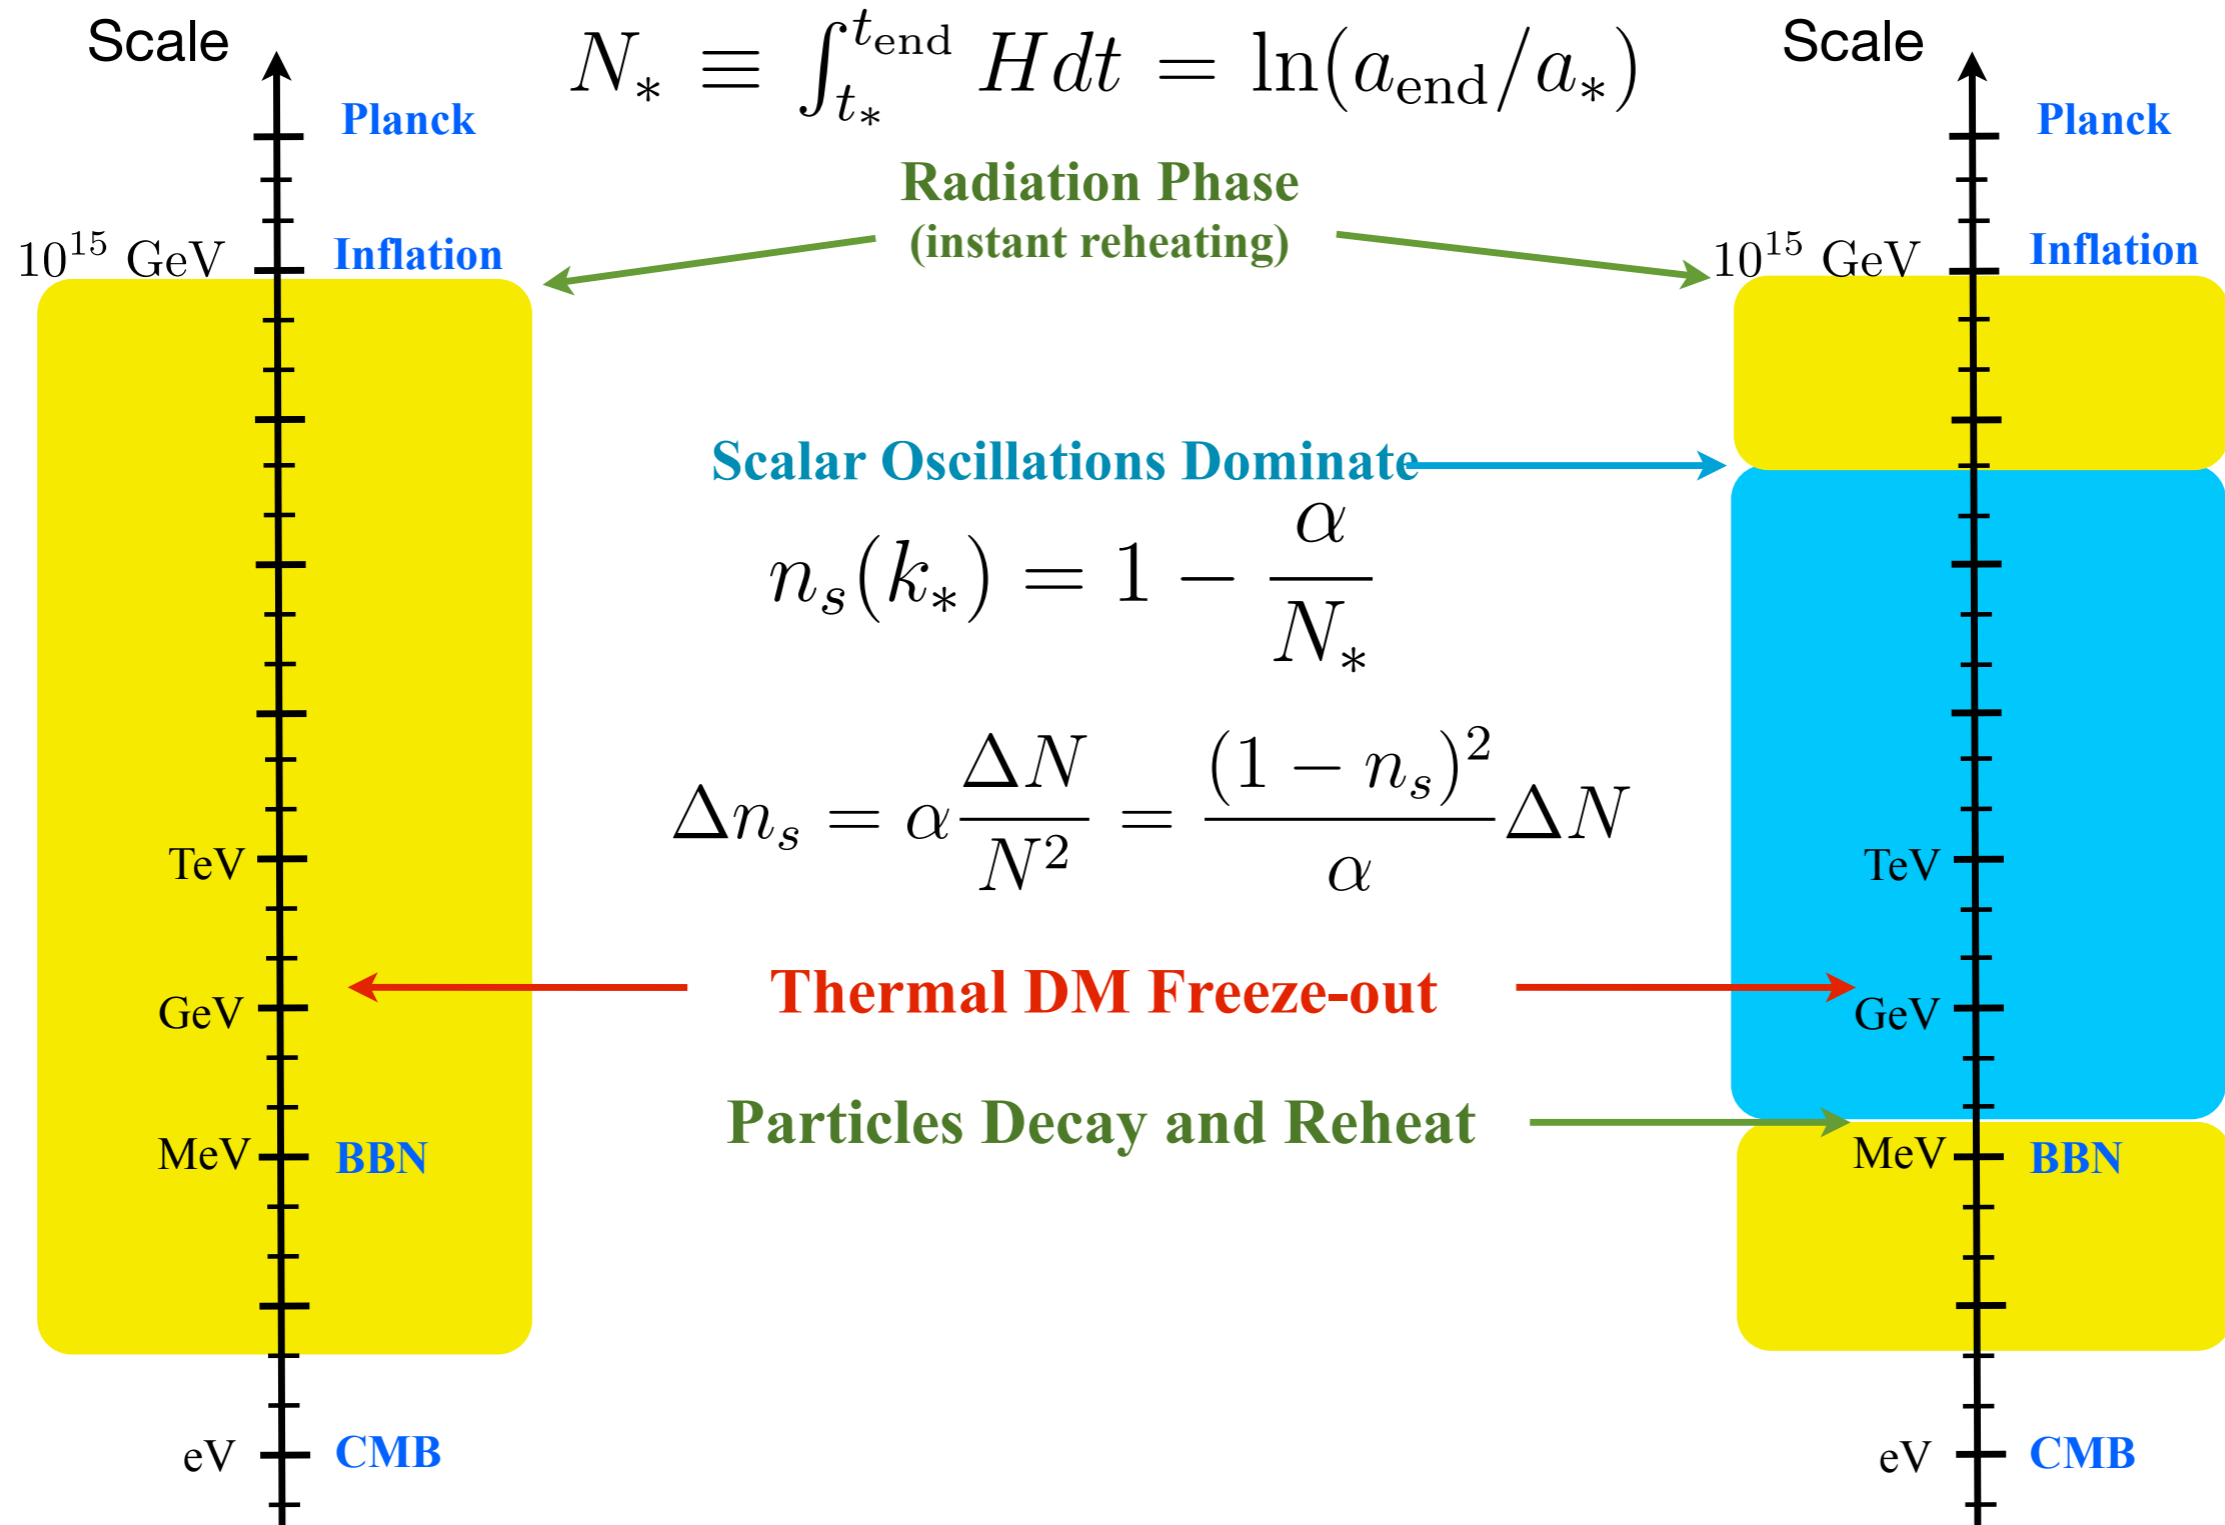 Scale
N_* ≡ ∫_{t_*}^{t_end} H dt = ln(a_end/a_*)
Scale
Planck
Planck
Radiation Phase
(instant reheating)
10^15 GeV
Inflation
10^15 GeV
Inflation
Scalar Oscillations Dominate
n_s(k_*) = 1 − α/N_*
Δn_s = α ΔN/N^2 = (1 − n_s)^2/α ΔN
TeV
TeV
Thermal DM Freeze-out
GeV
GeV
Particles Decay and Reheat
MeV
BBN
MeV
BBN
eV
CMB
eV
CMB